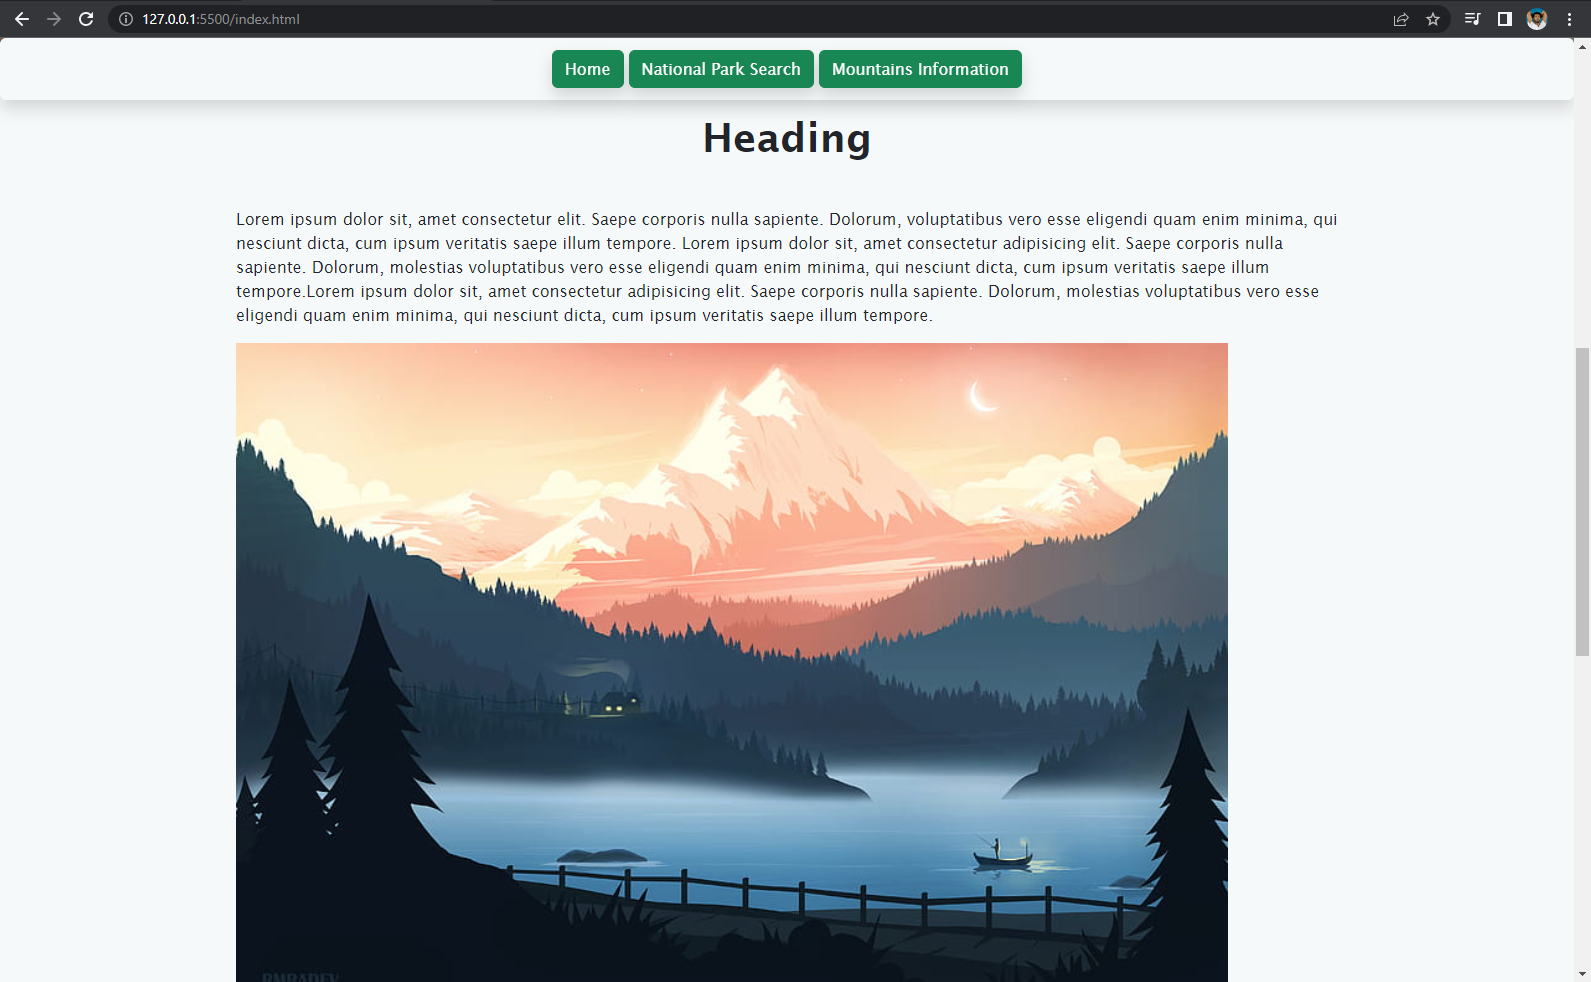 127.0.0.1:5500/index.html
Home National Park Search Mountains Information
Heading
Lorem ipsum dolor sit, amet consectetur elit. Saepe corporis nulla sapiente. Dolorum, voluptatibus vero esse eligendi quam enim minima, qui
nesciunt dicta, cum ipsum veritatis saepe illum tempore. Lorem ipsum dolor sit, amet consectetur adipisicing elit. Saepe corporis nulla
sapiente. Dolorum, molestias voluptatibus vero esse eligendi quam enim minima, qui nesciunt dicta, cum ipsum veritatis saepe illum
tempore.Lorem ipsum dolor sit, amet consectetur adipisicing elit. Saepe corporis nulla sapiente. Dolorum, molestias voluptatibus vero esse
eligendi quam enim minima, qui nesciunt dicta, cum ipsum veritatis saepe illum tempore.